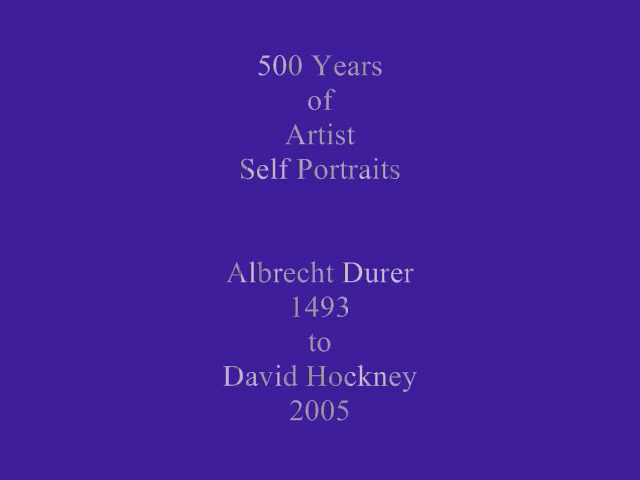 500 Years
of
Artist
Self Portraits
Albrecht Durer
1493
to
David Hockney
2005